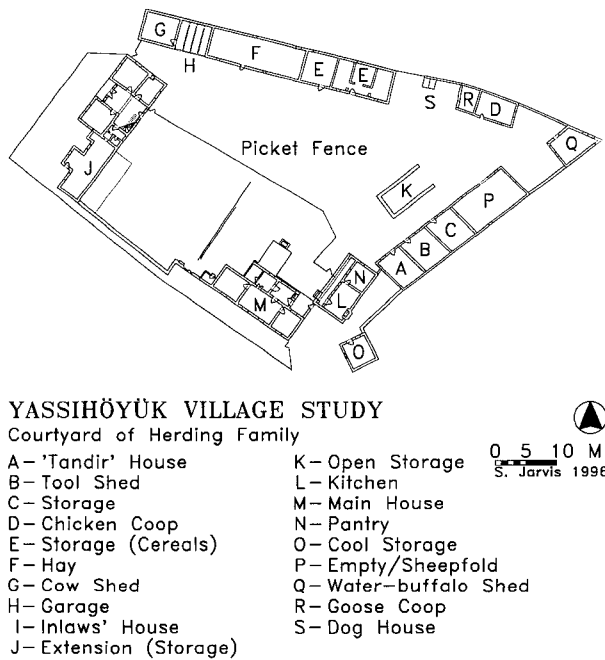 G
H
F
E
E
S
R
D
Q
J
Picket Fence
K
P
C
B
A
N
L
M
O
YASSIHÖYÜK VILLAGE STUDY
Courtyard of Herding Family
A– 'Tandir' House
B– Tool Shed
C– Storage
D– Chicken Coop
E– Storage (Cereals)
F– Hay
G– Cow Shed
H– Garage
I– Inlaws' House
J– Extension (Storage)
K– Open Storage
L– Kitchen
M– Main House
N– Pantry
O– Cool Storage
P– Empty/Sheepfold
Q– Water–buffalo Shed
R– Goose Coop
S– Dog House
0 5 10 M
S. Jarvis 1996